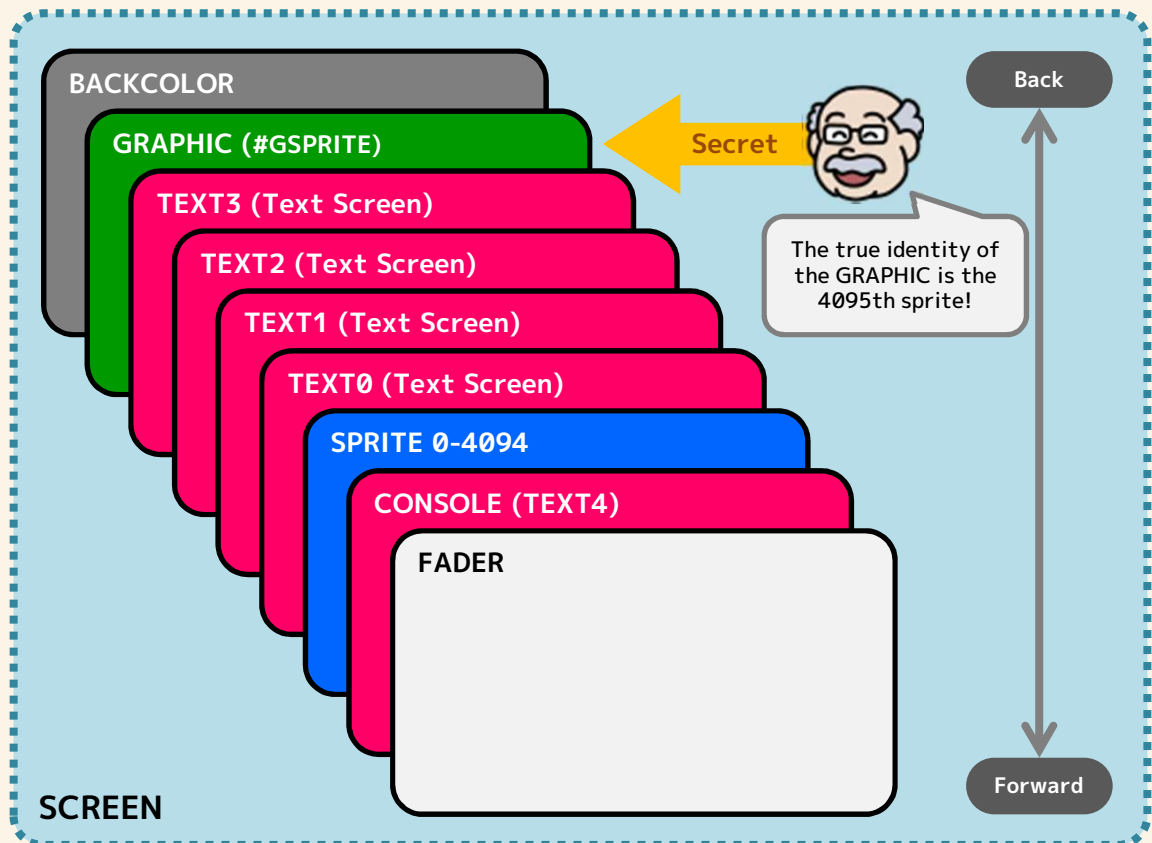 BACKCOLOR
Back
GRAPHIC (#GSPRITE)
Secret
TEXT3 (Text Screen)
TEXT2 (Text Screen)
The true identity of
the GRAPHIC is the
4095th sprite!
TEXT1 (Text Screen)
TEXT0 (Text Screen)
SPRITE 0-4094
CONSOLE (TEXT4)
FADER
Forward
SCREEN